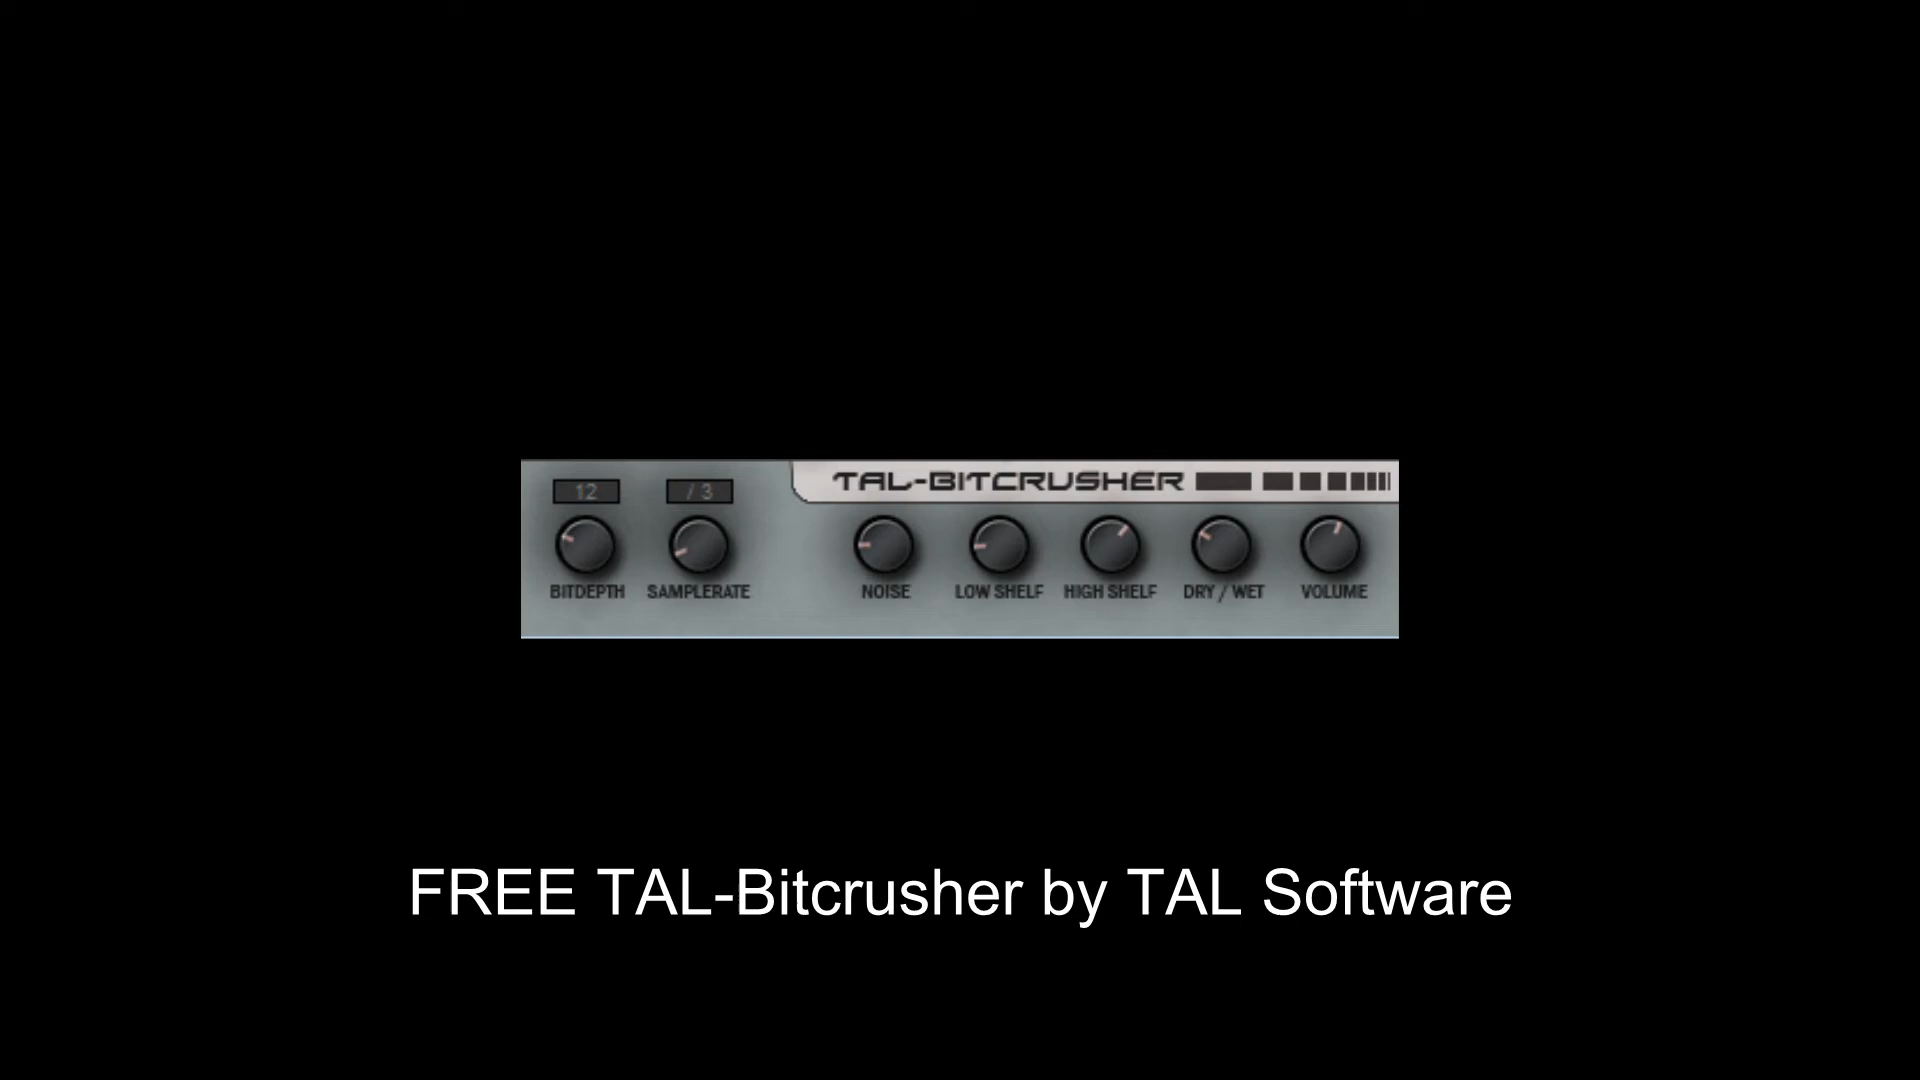 TAL-BITCRUSHER
12 / 3
BITDEPTH SAMPLERATE NOISE LOW SHELF HIGH SHELF DRY / WET VOLUME
FREE TAL-Bitcrusher by TAL Software